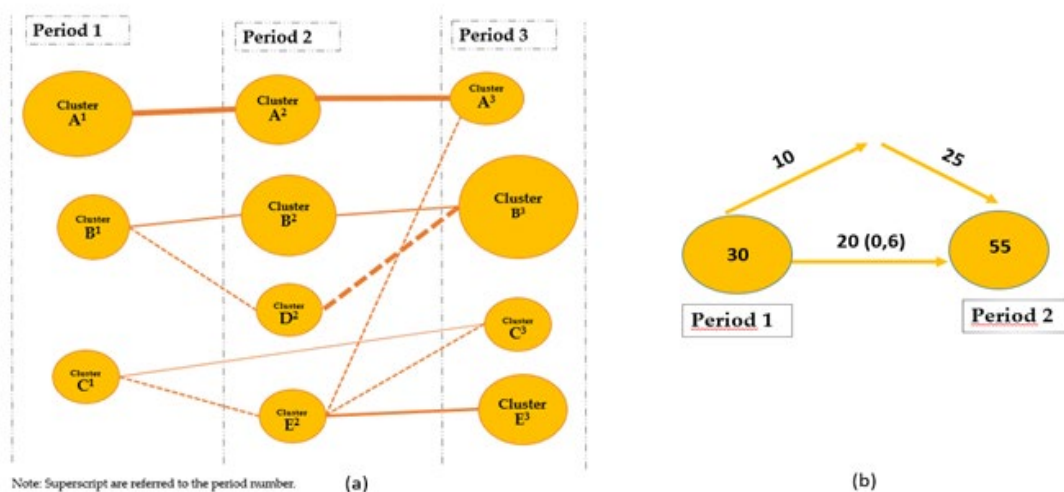 Period 1
Period 2
Period 3
Cluster
A1
Cluster
A2
Cluster
A3
Cluster
B1
Cluster
B2
Cluster
B3
Cluster
D2
Cluster
C1
Cluster
C3
Cluster
E2
Cluster
E3
Note: Superscript are referred to the period number.
(a)
10
25
30
20 (0,6)
55
Period 1
Period 2
(b)